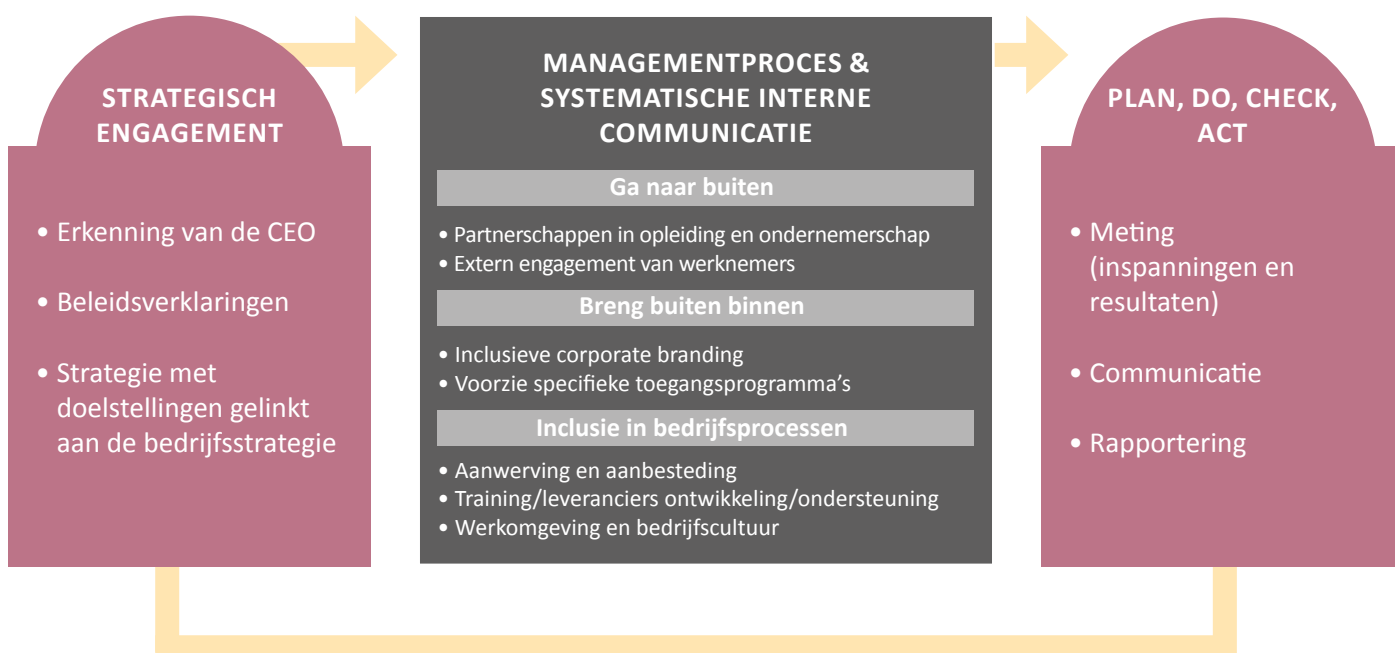 STRATEGISCH
ENGAGEMENT
• Erkenning van de CEO
• Beleidsverklaringen
• Strategie met
doelstellingen gelinkt
aan de bedrijfsstrategie
MANAGEMENTPROCES &
SYSTEMATISCHE INTERNE
COMMUNICATIE
Ga naar buiten
• Partnerschappen in opleiding en ondernemerschap
• Extern engagement van werknemers
Breng buiten binnen
• Inclusieve corporate branding
• Voorzie specifieke toegangsprogramma’s
Inclusie in bedrijfsprocessen
• Aanwerving en aanbesteding
• Training/leveranciers ontwikkeling/ondersteuning
• Werkomgeving en bedrijfscultuur
PLAN, DO, CHECK,
ACT
• Meting
(inspanningen en
resultaten)
• Communicatie
• Rapportering